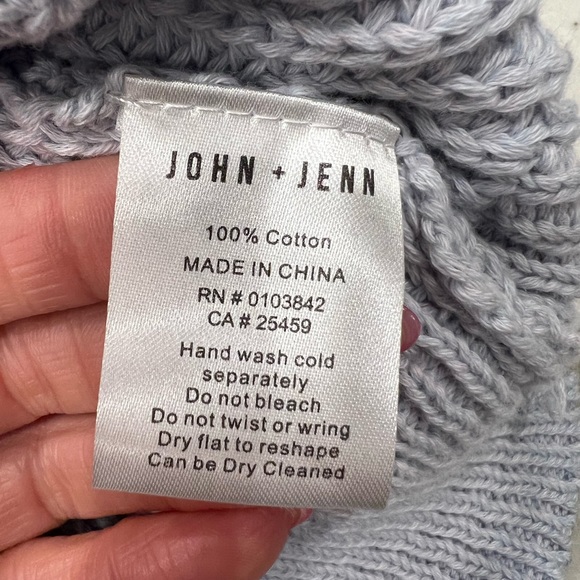 JOHN + JENN
100% Cotton
MADE IN CHINA
RN # 0103842
CA # 25459
Hand wash cold
separately
Do not bleach
Do not twist or wring
Dry flat to reshape
Can be Dry Cleaned